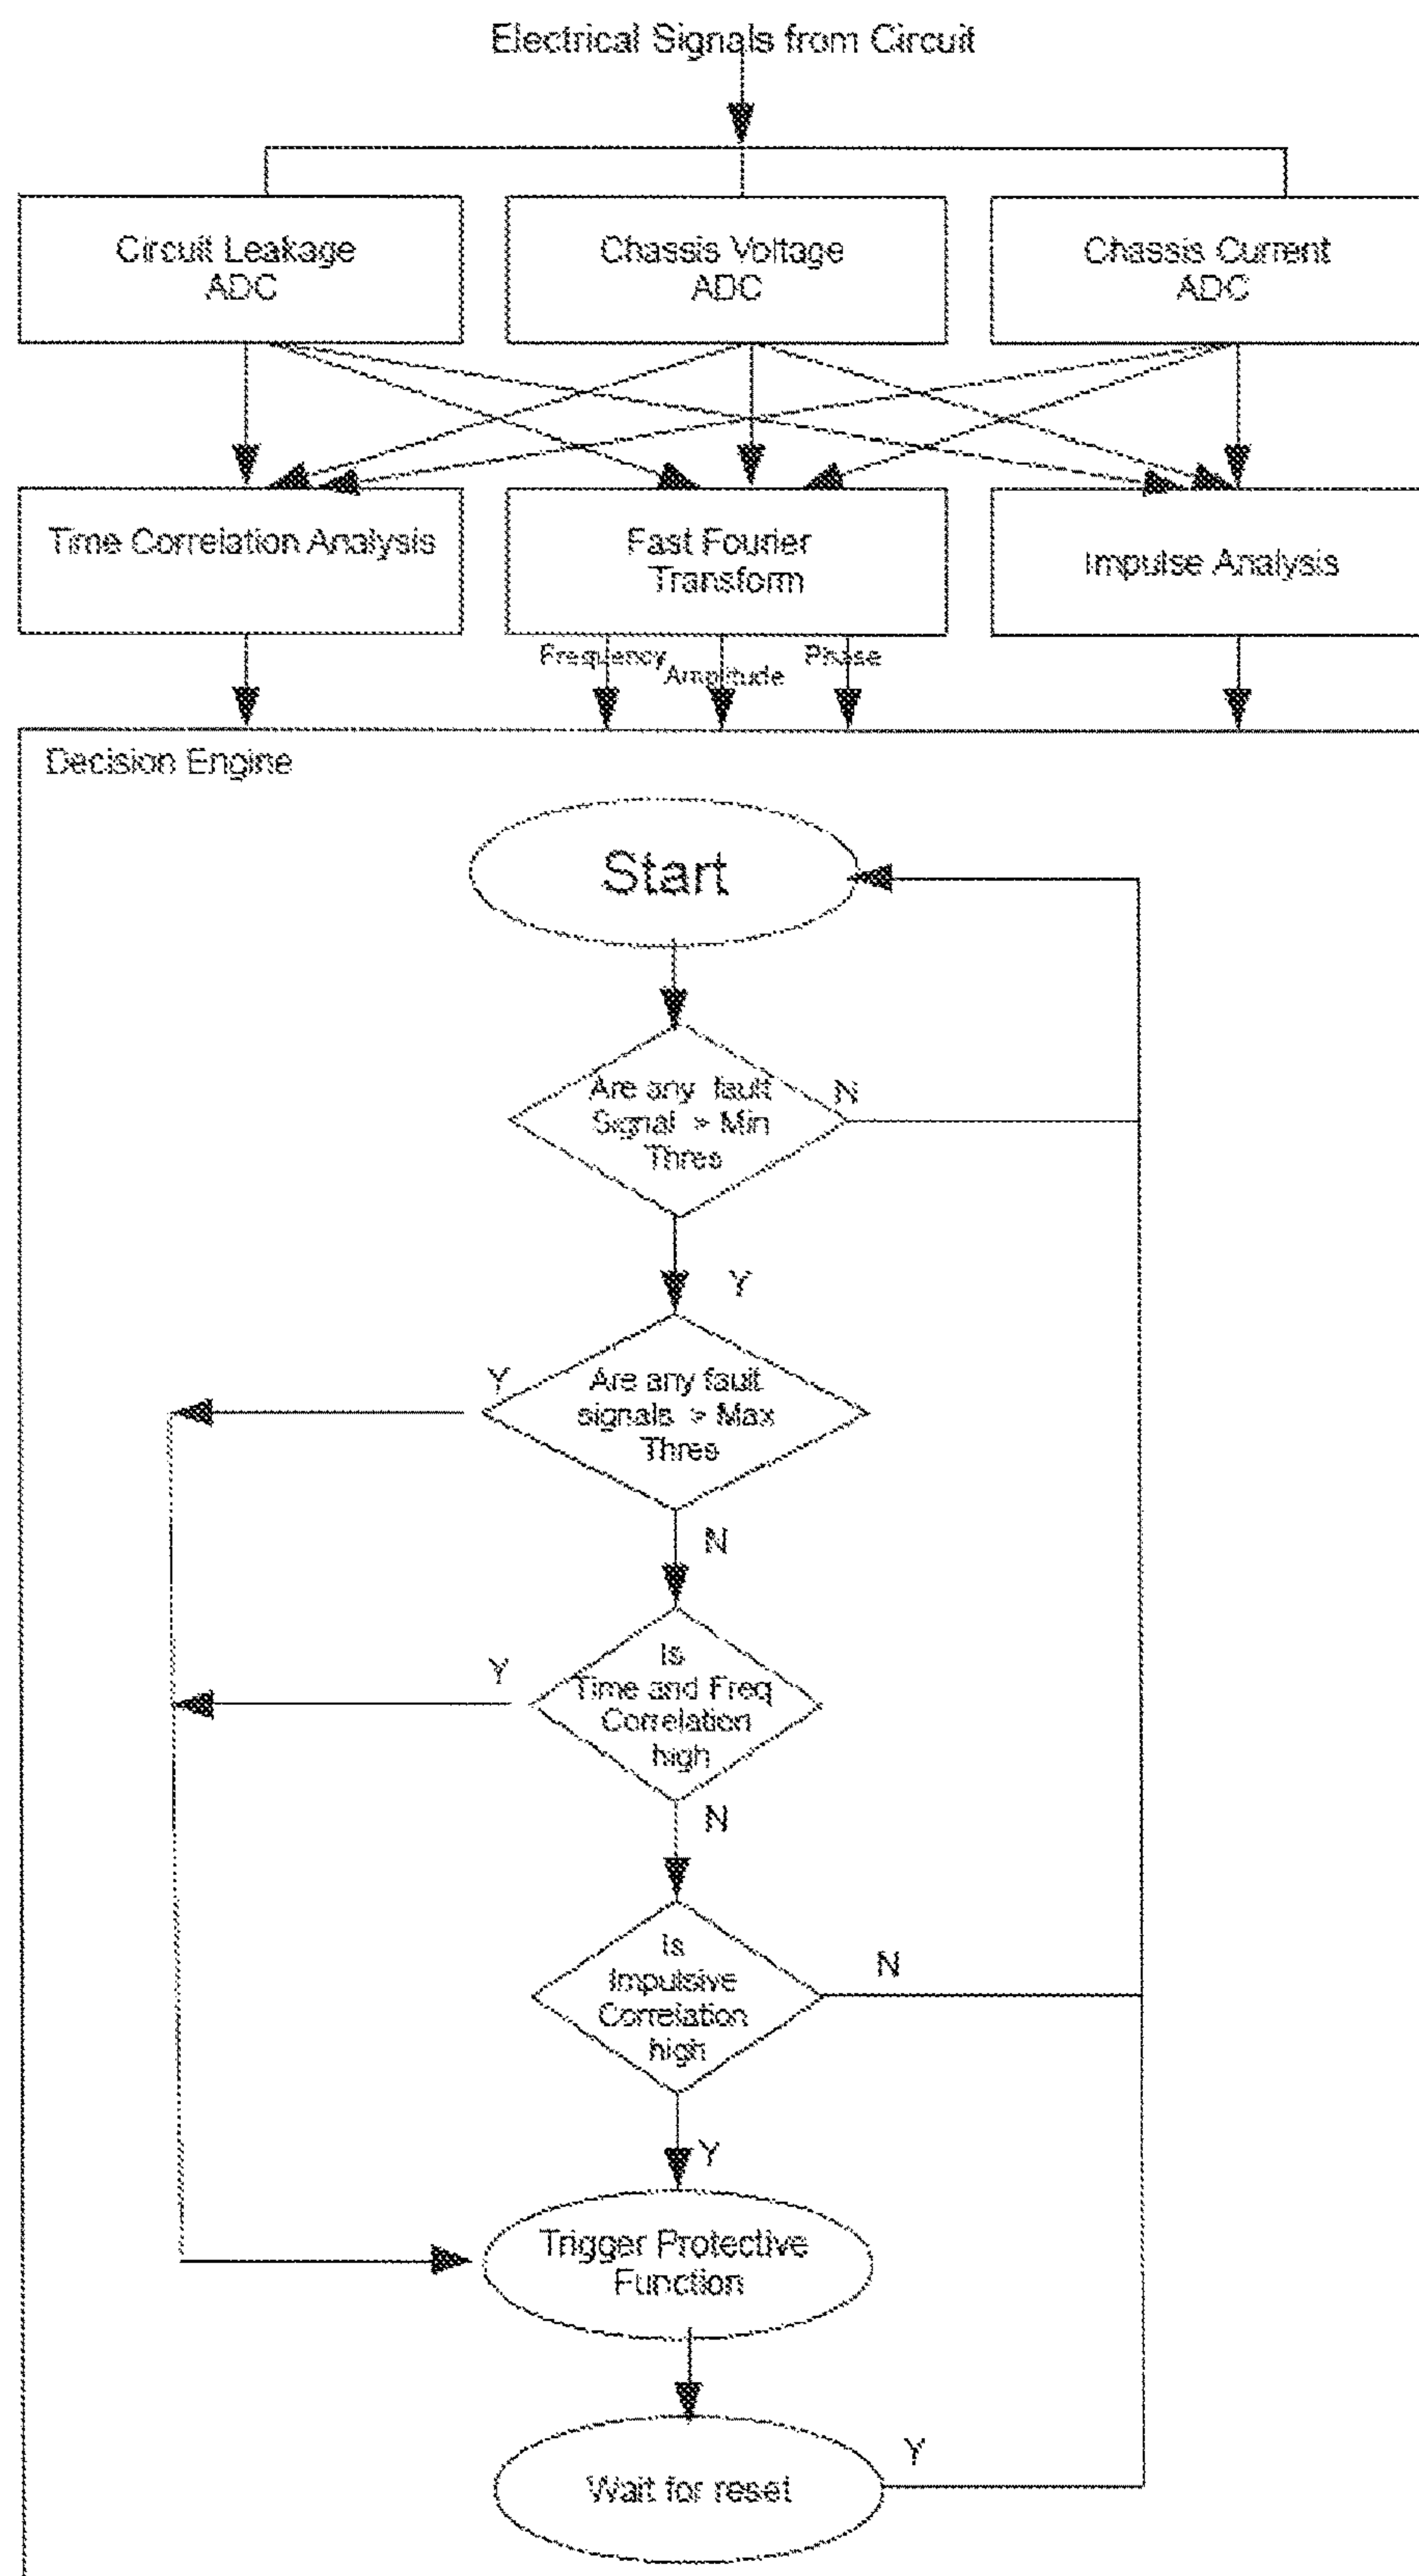 Electrical Signals from Circuit
Circuit Leakage
ADC
Chassis Voltage
ADC
Chassis Current
ADC
Time Correlation Analysis
Fast Fourier
Transform
Impulse Analysis
Frequency
Amplitude
Phase
Decision Engine
Start
Are any fault
Signal > Min
Thres
N
Y
Are any fault
signals > Max
Thres
Y
N
Is
Time and Freq
Correlation
high
Y
N
Is
Impulsive
Correlation
high
N
Y
Trigger Protective
Function
Wait for reset
Y